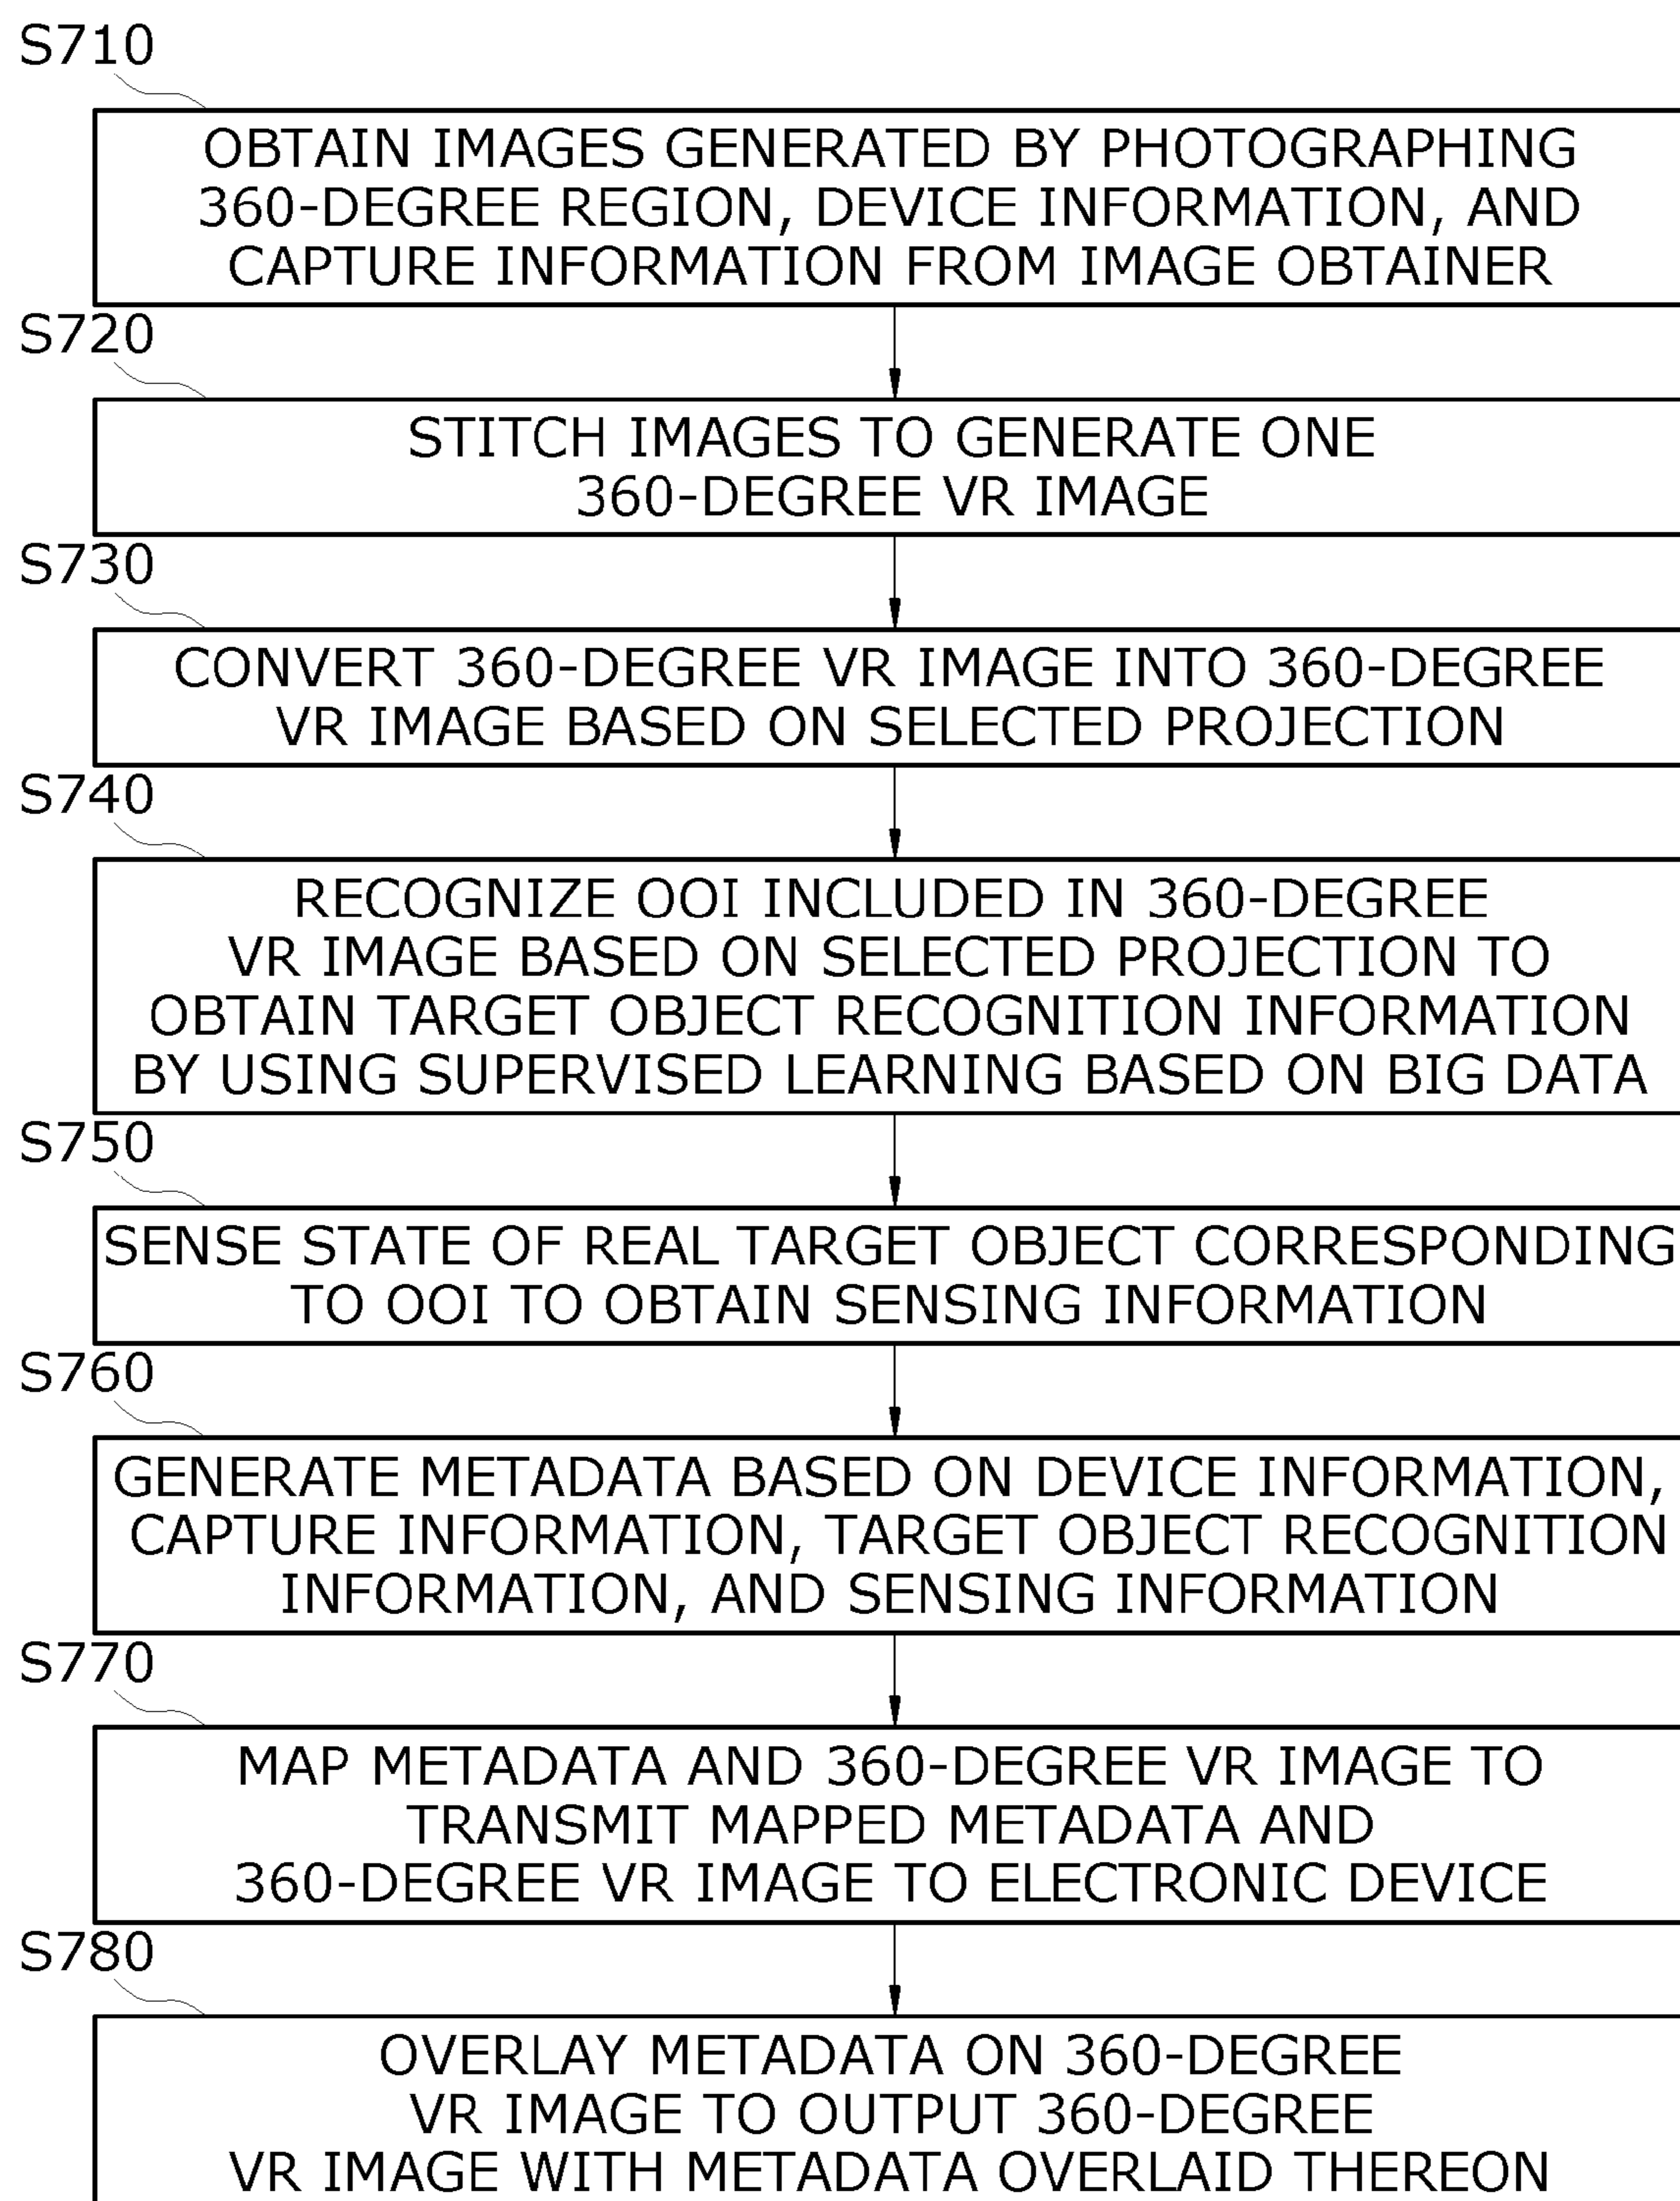 S710
OBTAIN IMAGES GENERATED BY PHOTOGRAPHING
360-DEGREE REGION, DEVICE INFORMATION, AND
CAPTURE INFORMATION FROM IMAGE OBTAINER
S720
STITCH IMAGES TO GENERATE ONE
360-DEGREE VR IMAGE
S730
CONVERT 360-DEGREE VR IMAGE INTO 360-DEGREE
VR IMAGE BASED ON SELECTED PROJECTION
S740
RECOGNIZE OOI INCLUDED IN 360-DEGREE
VR IMAGE BASED ON SELECTED PROJECTION TO
OBTAIN TARGET OBJECT RECOGNITION INFORMATION
BY USING SUPERVISED LEARNING BASED ON BIG DATA
S750
SENSE STATE OF REAL TARGET OBJECT CORRESPONDING
TO OOI TO OBTAIN SENSING INFORMATION
S760
GENERATE METADATA BASED ON DEVICE INFORMATION,
CAPTURE INFORMATION, TARGET OBJECT RECOGNITION
INFORMATION, AND SENSING INFORMATION
S770
MAP METADATA AND 360-DEGREE VR IMAGE TO
TRANSMIT MAPPED METADATA AND
360-DEGREE VR IMAGE TO ELECTRONIC DEVICE
S780
OVERLAY METADATA ON 360-DEGREE
VR IMAGE TO OUTPUT 360-DEGREE
VR IMAGE WITH METADATA OVERLAID THEREON